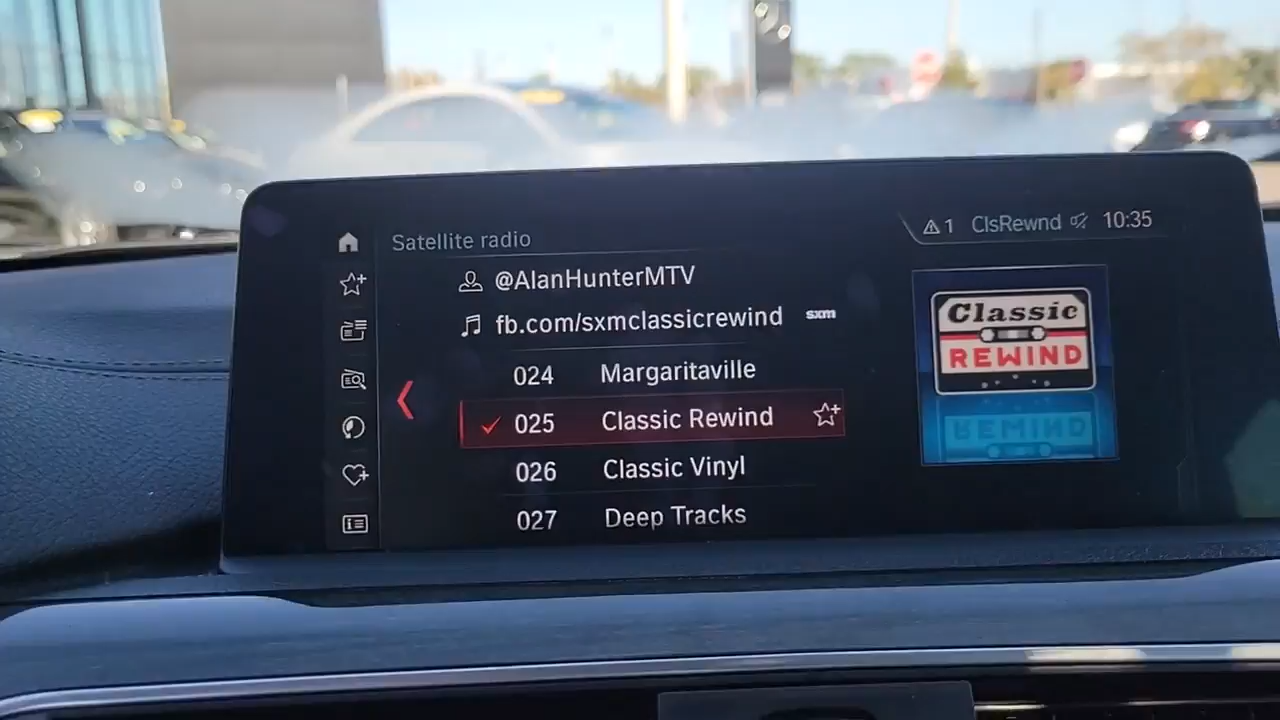 Satellite radio
1 ClsRewnd 10:35
@AlanHunterMTV
fb.com/sxmclassicrewind sxm
024 Margaritaville
025 Classic Rewind
026 Classic Vinyl
027 Deep Tracks
Classic
REWIND
REWIND